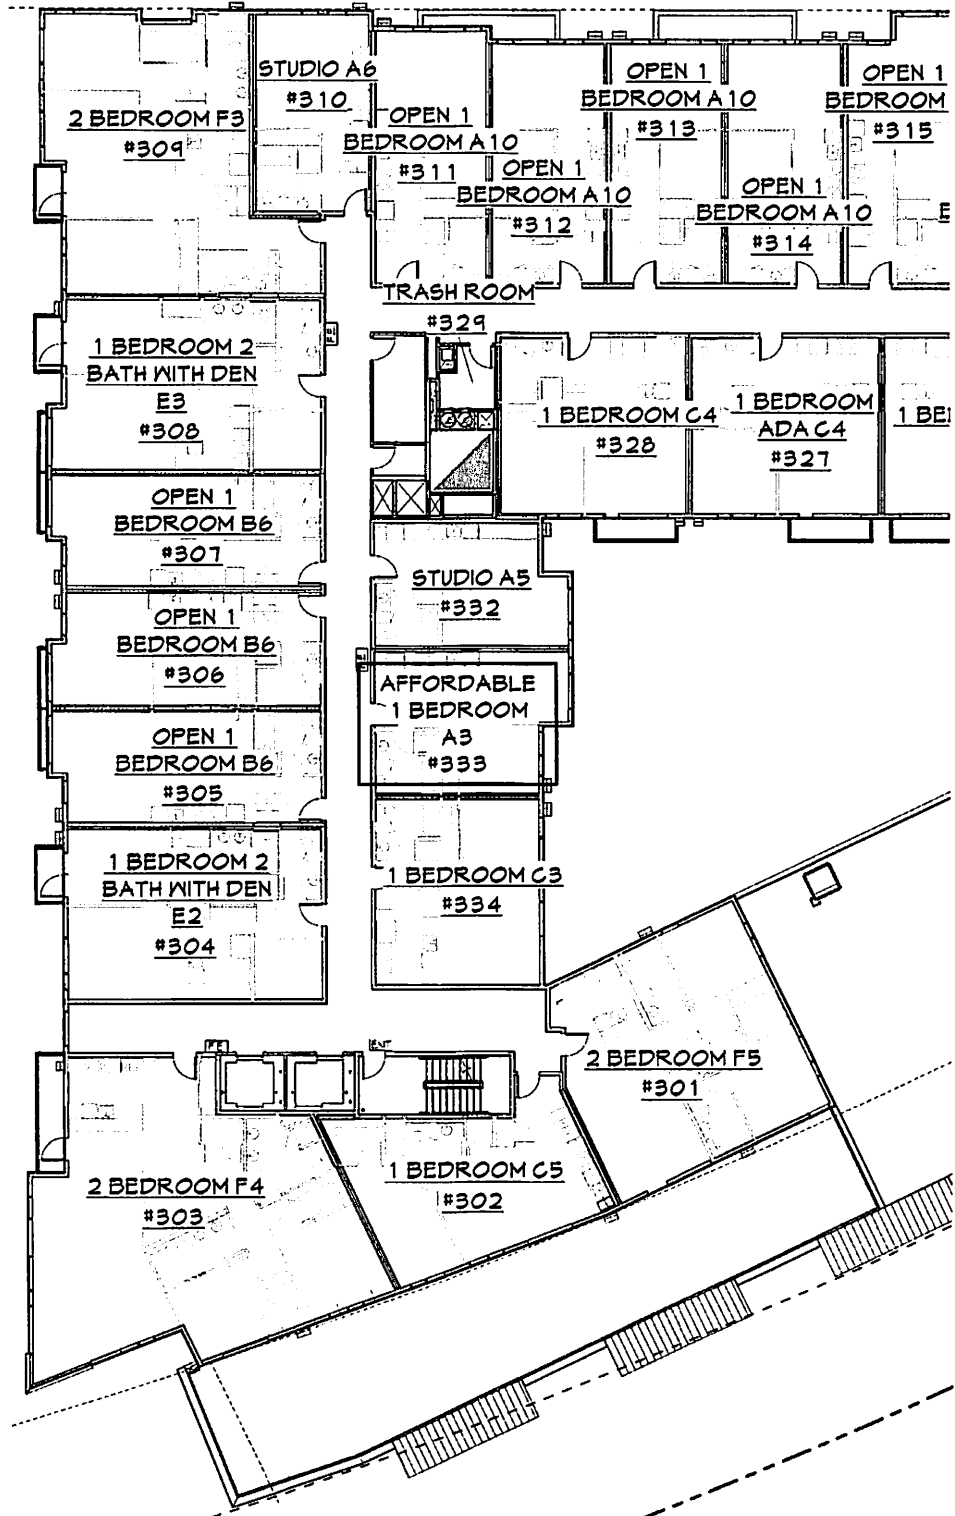 STUDIO A6
#310
2 BEDROOM F3
#309
OPEN 1
BEDROOM A10
#311
OPEN 1
BEDROOM A10
#312
OPEN 1
BEDROOM A10
#313
OPEN 1
BEDROOM A10
#314
OPEN 1
BEDROOM
#315
TRASH ROOM
#329
1 BEDROOM 2
BATH WITH DEN
E3
#308
1 BEDROOM C4
#328
1 BEDROOM
ADA C4
#327
1 BE
OPEN 1
BEDROOM B6
#307
STUDIO A5
#332
OPEN 1
BEDROOM B6
#306
AFFORDABLE
1 BEDROOM
A3
#333
OPEN 1
BEDROOM B6
#305
1 BEDROOM 2
BATH WITH DEN
E2
#304
1 BEDROOM C3
#334
FE
2 BEDROOM F5
#301
1 BEDROOM C5
#302
2 BEDROOM F4
#303